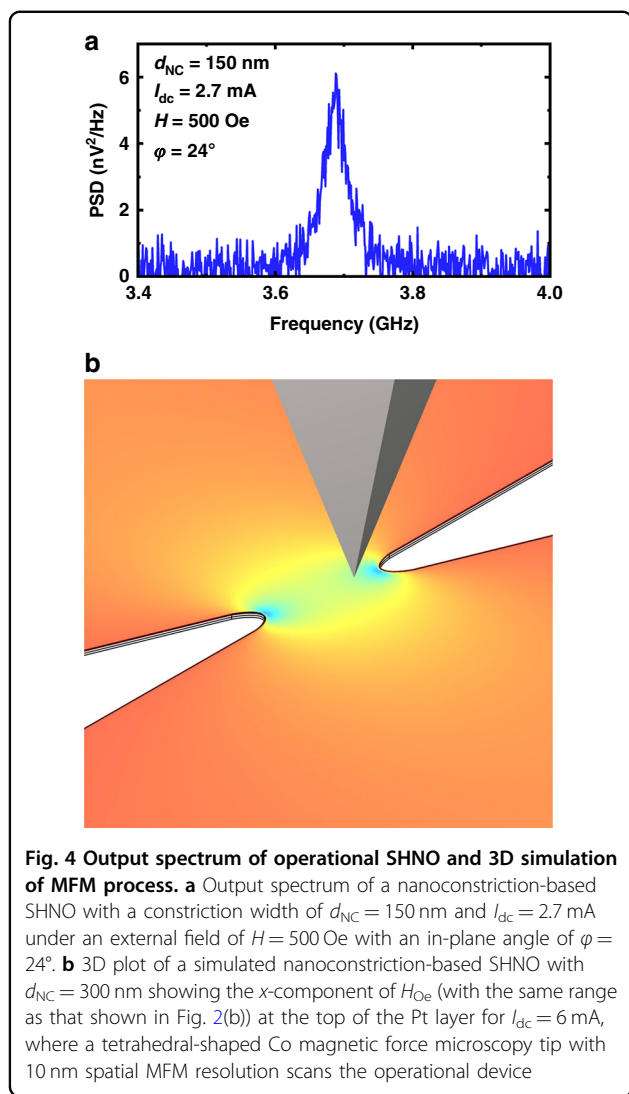 a
d_NC = 150 nm
I_dc = 2.7 mA
H = 500 Oe
φ = 24°
PSD (nV²/Hz)
6
4
2
0
3.4 3.6 3.8 4.0
Frequency (GHz)
b
Fig. 4 Output spectrum of operational SHNO and 3D simulation
of MFM process. a Output spectrum of a nanoconstriction-based
SHNO with a constriction width of d_NC = 150 nm and I_dc = 2.7 mA
under an external field of H = 500 Oe with an in-plane angle of φ =
24°. b 3D plot of a simulated nanoconstriction-based SHNO with
d_NC = 300 nm showing the x-component of H_Oe (with the same range
as that shown in Fig. 2(b)) at the top of the Pt layer for I_dc = 6 mA,
where a tetrahedral-shaped Co magnetic force microscopy tip with
10 nm spatial MFM resolution scans the operational device